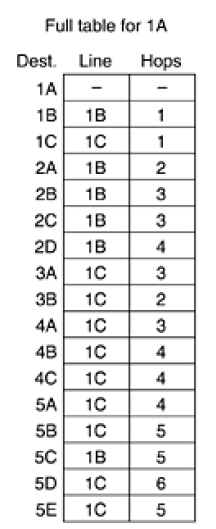 Full table for 1A
Dest. Line Hops
1A – –
1B 1B 1
1C 1C 1
2A 1B 2
2B 1B 3
2C 1B 3
2D 1B 4
3A 1C 3
3B 1C 2
4A 1C 3
4B 1C 4
4C 1C 4
5A 1C 4
5B 1C 5
5C 1B 5
5D 1C 6
5E 1C 5